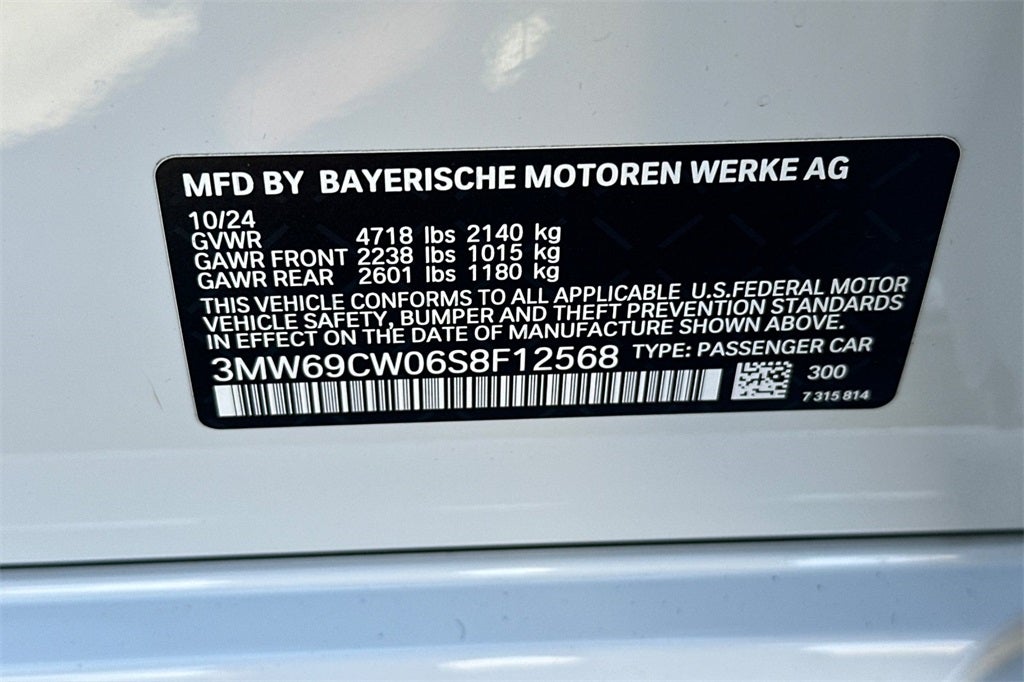 MFD BY BAYERISCHE MOTOREN WERKE AG
10/24
GVWR 4718 lbs 2140 kg
GAWR FRONT 2238 lbs 1015 kg
GAWR REAR 2601 lbs 1180 kg
THIS VEHICLE CONFORMS TO ALL APPLICABLE U.S.FEDERAL MOTOR
VEHICLE SAFETY, BUMPER AND THEFT PREVENTION STANDARDS
IN EFFECT ON THE DATE OF MANUFACTURE SHOWN ABOVE.
3MW69CW06S8F12568 TYPE: PASSENGER CAR
300
7 315 814